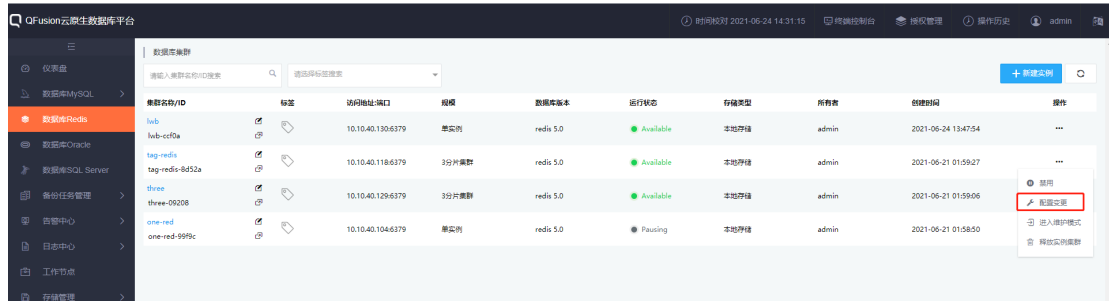 QFusion云原生数据库平台
时间校对 2021-06-24 14:31:15 终端控制台 授权管理 操作历史 admin
仪表盘
数据库MySQL
数据库Redis
数据库Oracle
数据库SQL Server
备份任务管理
告警中心
日志中心
工作节点
存储管理
数据库集群
请输入集群名称/ID搜索 请选择标签搜索 + 新建实例
集群名称/ID 标签 访问地址:端口 规模 数据库版本 运行状态 存储类型 所有者 创建时间 操作
lwb
lwb-ccf0a 10.10.40.130:6379 单实例 redis 5.0 Available 本地存储 admin 2021-06-24 13:47:54 ...
tag-redis
tag-redis-8d52a 10.10.40.118:6379 3分片集群 redis 5.0 Available 本地存储 admin 2021-06-21 01:59:27 ...
three
three-09208 10.10.40.129:6379 3分片集群 redis 5.0 Available 本地存储 admin 2021-06-21 01:59:06
one-red
one-red-99f9c 10.10.40.104:6379 单实例 redis 5.0 Pausing 本地存储 admin 2021-06-21 01:58:50
禁用
配置变更
进入维护模式
释放实例集群